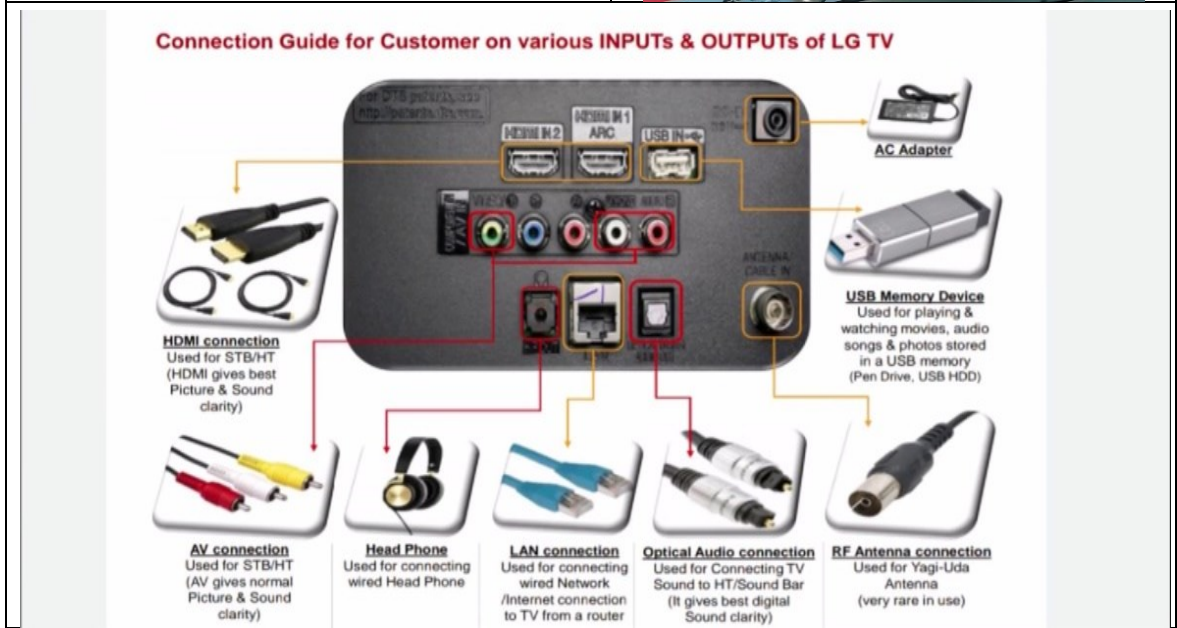 Connection Guide for Customer on various INPUTs & OUTPUTs of LG TV
HDMI IN 2
HDMI IN 1
ARC
USB IN
ANTENNA/
CABLE IN
AC Adapter
USB Memory Device
Used for playing &
watching movies, audio
songs & photos stored
in a USB memory
(Pen Drive, USB HDD)
HDMI connection
Used for STB/HT
(HDMI gives best
Picture & Sound
clarity)
AV connection
Used for STB/HT
(AV gives normal
Picture & Sound
clarity)
Head Phone
Used for connecting
wired Head Phone
LAN connection
Used for connecting
wired Network
/Internet connection
to TV from a router
Optical Audio connection
Used for Connecting TV
Sound to HT/Sound Bar
(It gives best digital
Sound clarity)
RF Antenna connection
Used for Yagi-Uda
Antenna
(very rare in use)